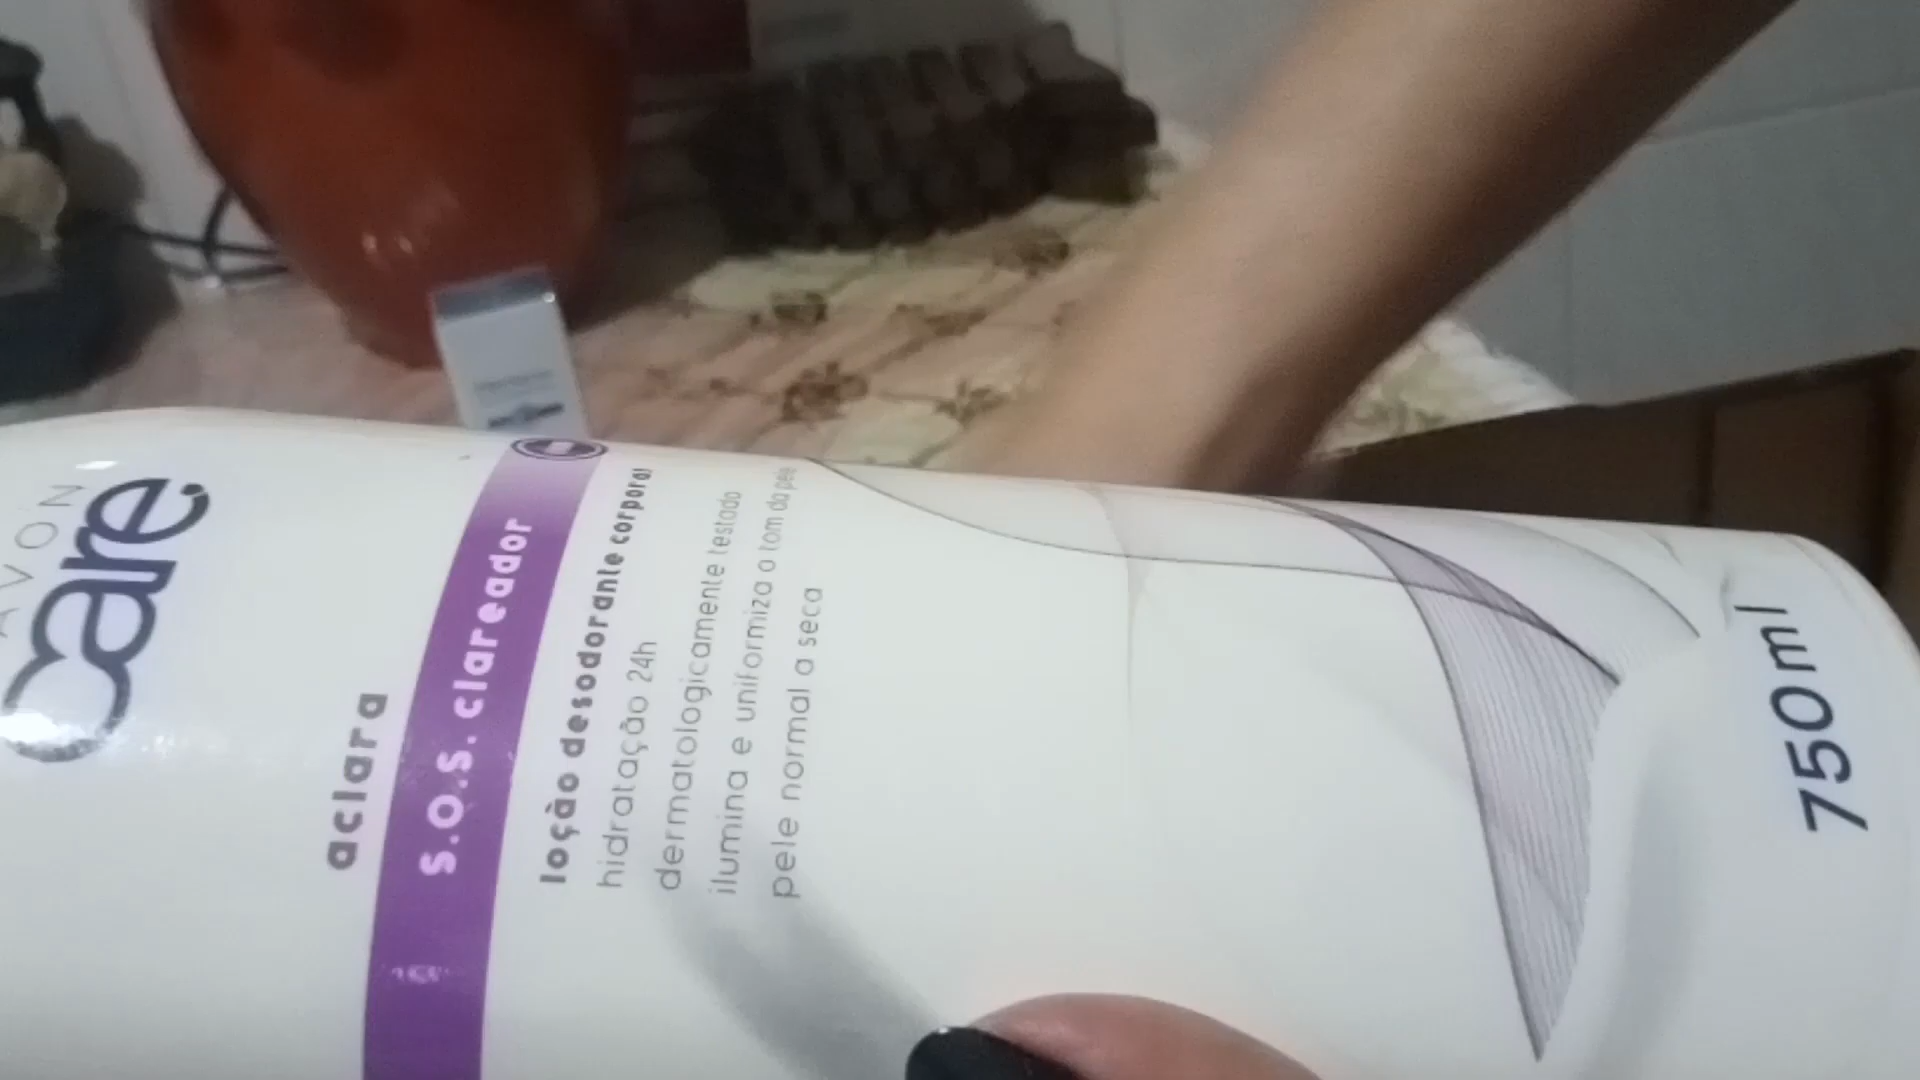 AVON
care
aclara
s.o.s. clareador
loção desodorante corporal
hidratação 24h
dermatologicamente testado
ilumina e uniformiza o tom da pele
pele normal a seca
750ml